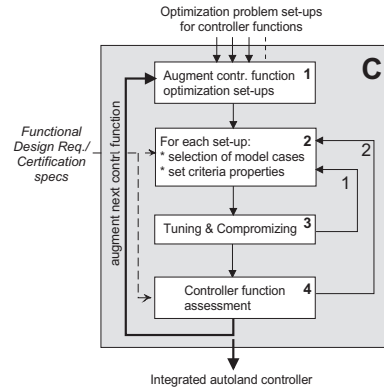 Optimization problem set-ups
for controller functions
C
Augment contr. function 1
optimization set-ups
Functional
Design Req./
Certification
specs
augment next contrl function
For each set-up: 2
* selection of model cases
* set criteria properties
2
1
Tuning & Compromizing 3
Controller function 4
assessment
Integrated autoland controller